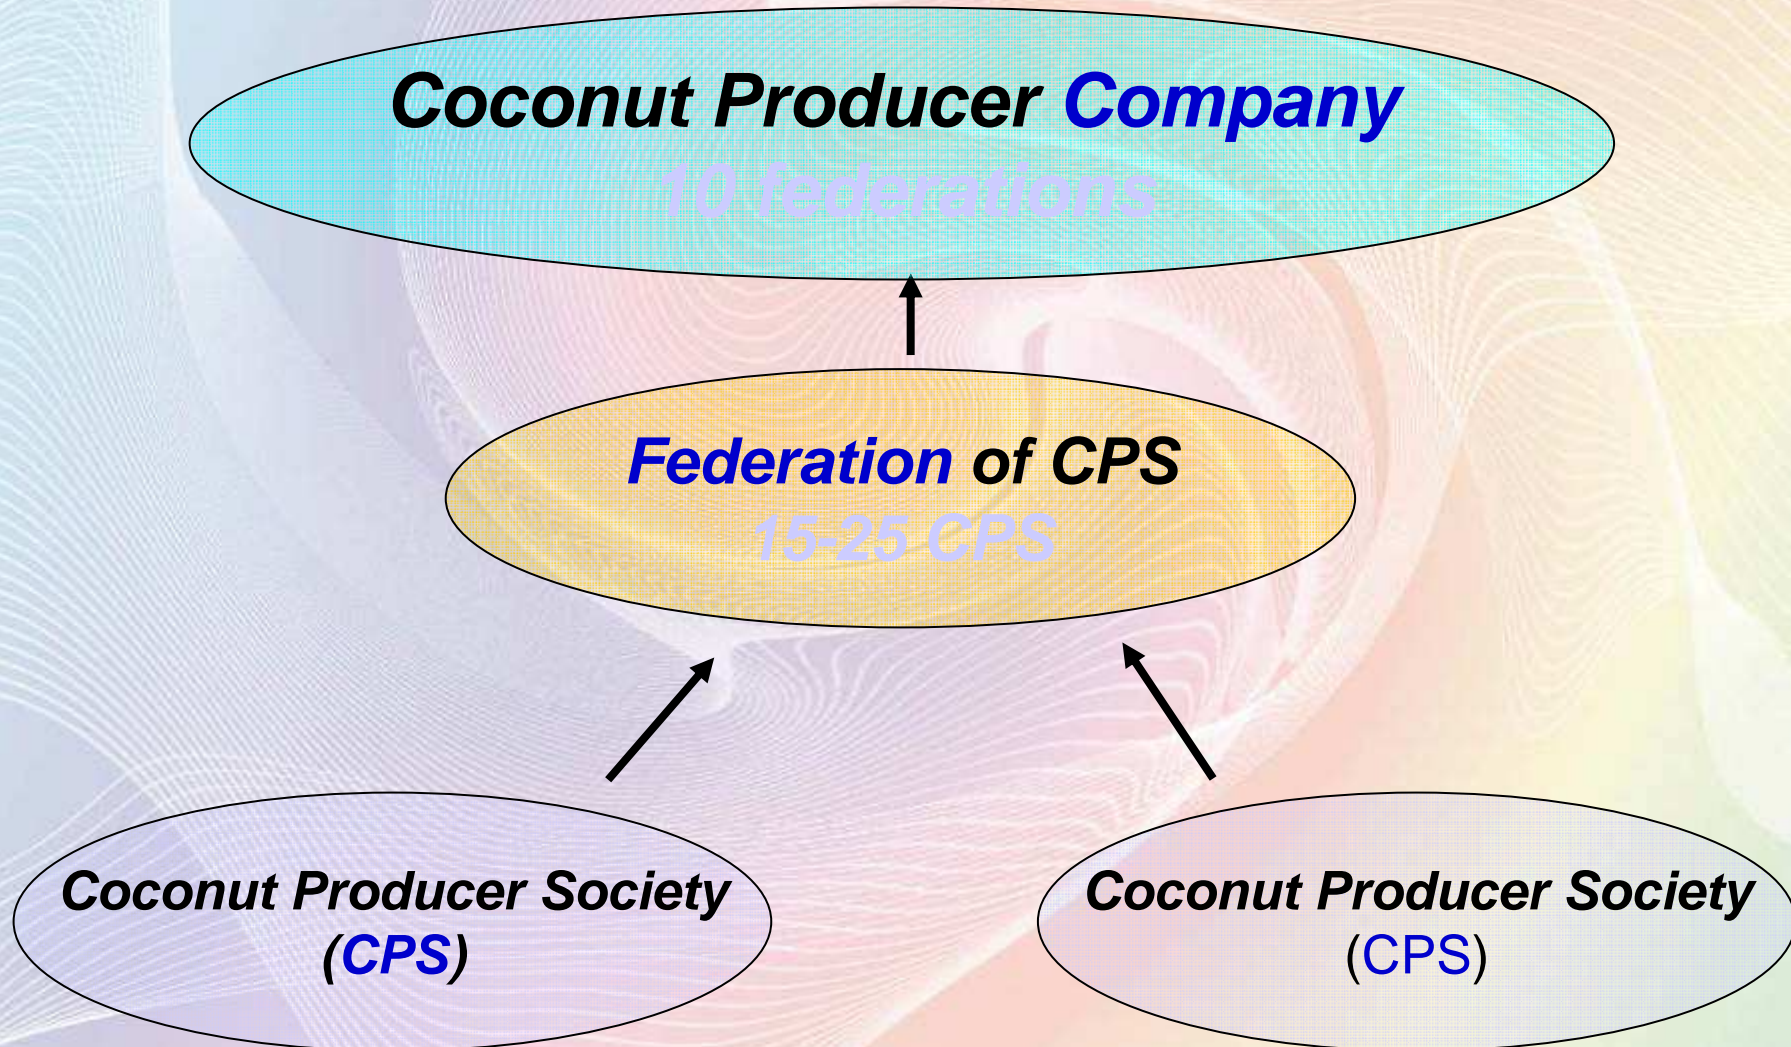 Coconut Producer Company
10 federations
Federation of CPS
15-25 CPS
Coconut Producer Society
(CPS)
Coconut Producer Society
(CPS)